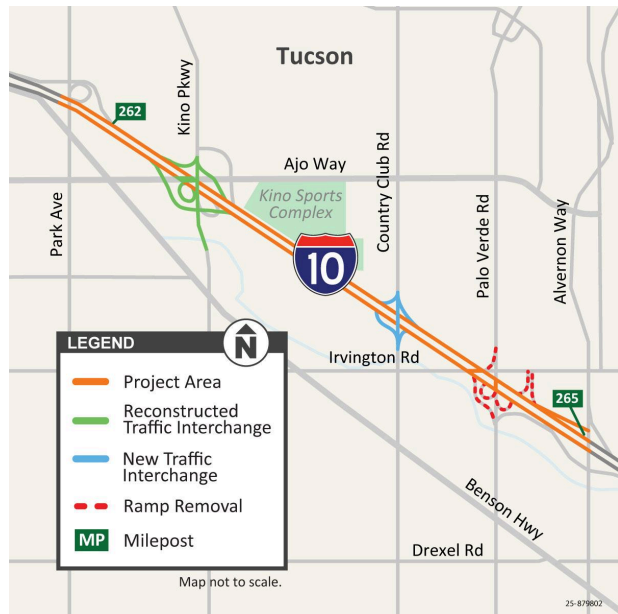 Tucson
262
Kino Pkwy
Ajo Way
Kino Sports
Complex
Country Club Rd
Park Ave
Palo Verde Rd
Alvernon Way
10
Irvington Rd
265
Benson Hwy
Drexel Rd
LEGEND
N
Project Area
Reconstructed
Traffic Interchange
New Traffic
Interchange
Ramp Removal
MP Milepost
Map not to scale.
25-879802